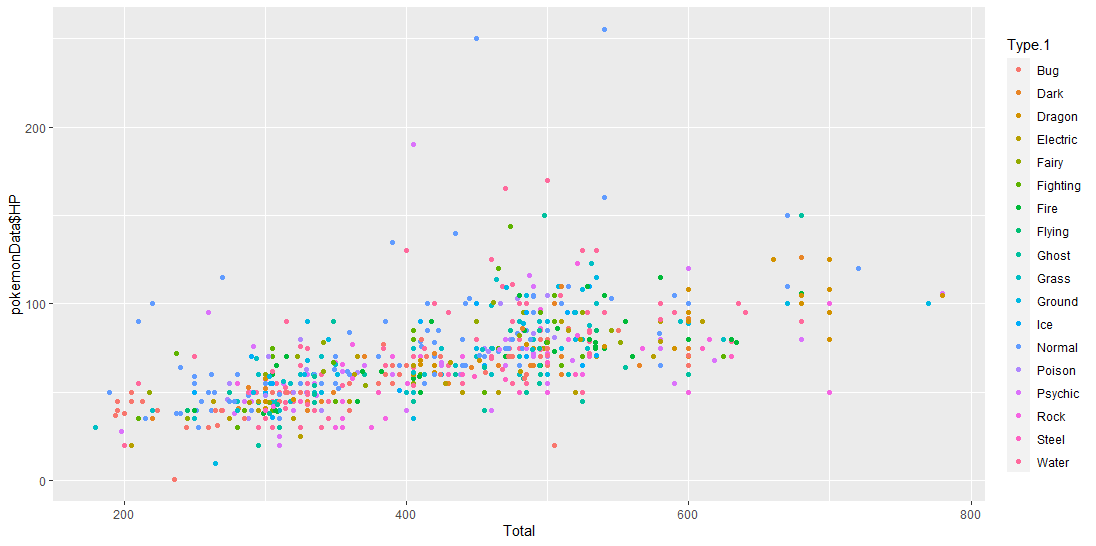 pokemonData$HP
200
100
0
200
400
600
800
Total
Type.1
Bug
Dark
Dragon
Electric
Fairy
Fighting
Fire
Flying
Ghost
Grass
Ground
Ice
Normal
Poison
Psychic
Rock
Steel
Water